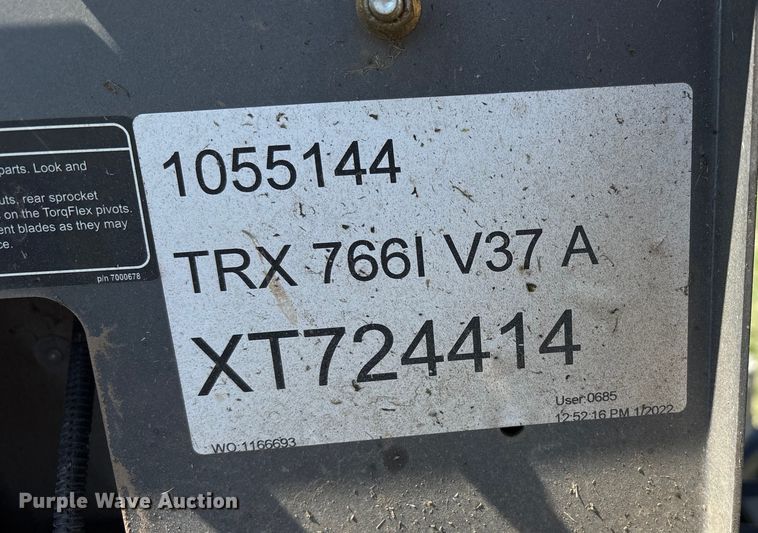 parts. Look and
uts, rear sprocket
s on the TorqFlex pivots.
ent blades as they may
ce.
p/n 7000678
1055144
TRX 766I V37 A
XT724414
User:0685
12:52:16 PM 1/2022
WO:1166693
Purple Wave Auction